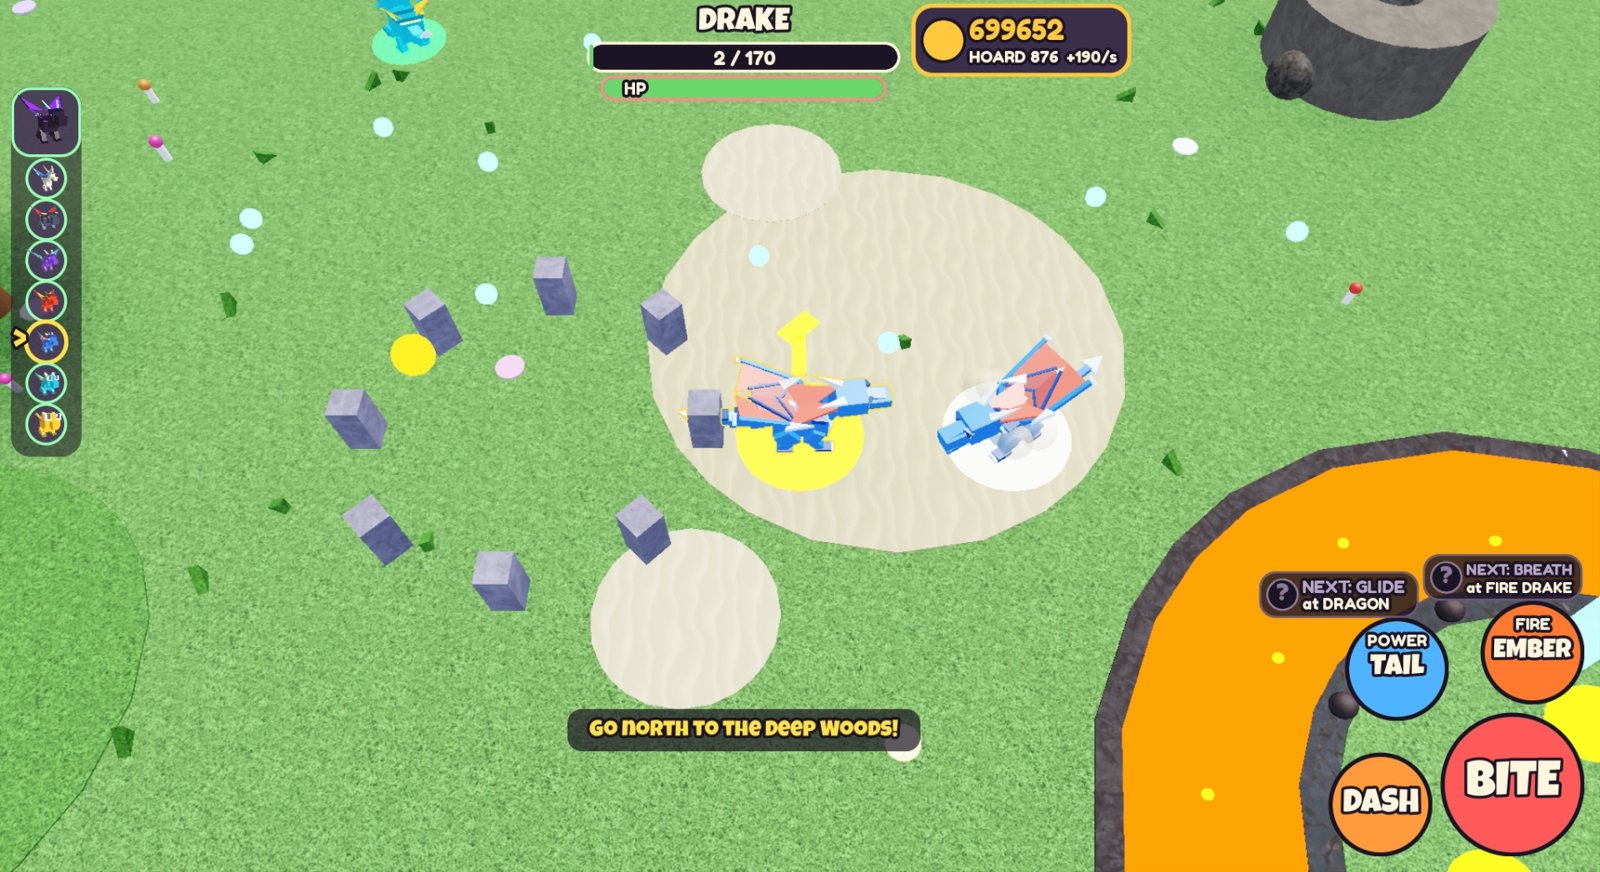 DRAKE
2 / 170
HP
699652
HOARD 876 +190/s
NEXT: GLIDE
at DRAGON
NEXT: BREATH
at FIRE DRAKE
POWER
TAIL
FIRE
EMBER
GO NORTH TO THE DEEP WOODS!
DASH
BITE